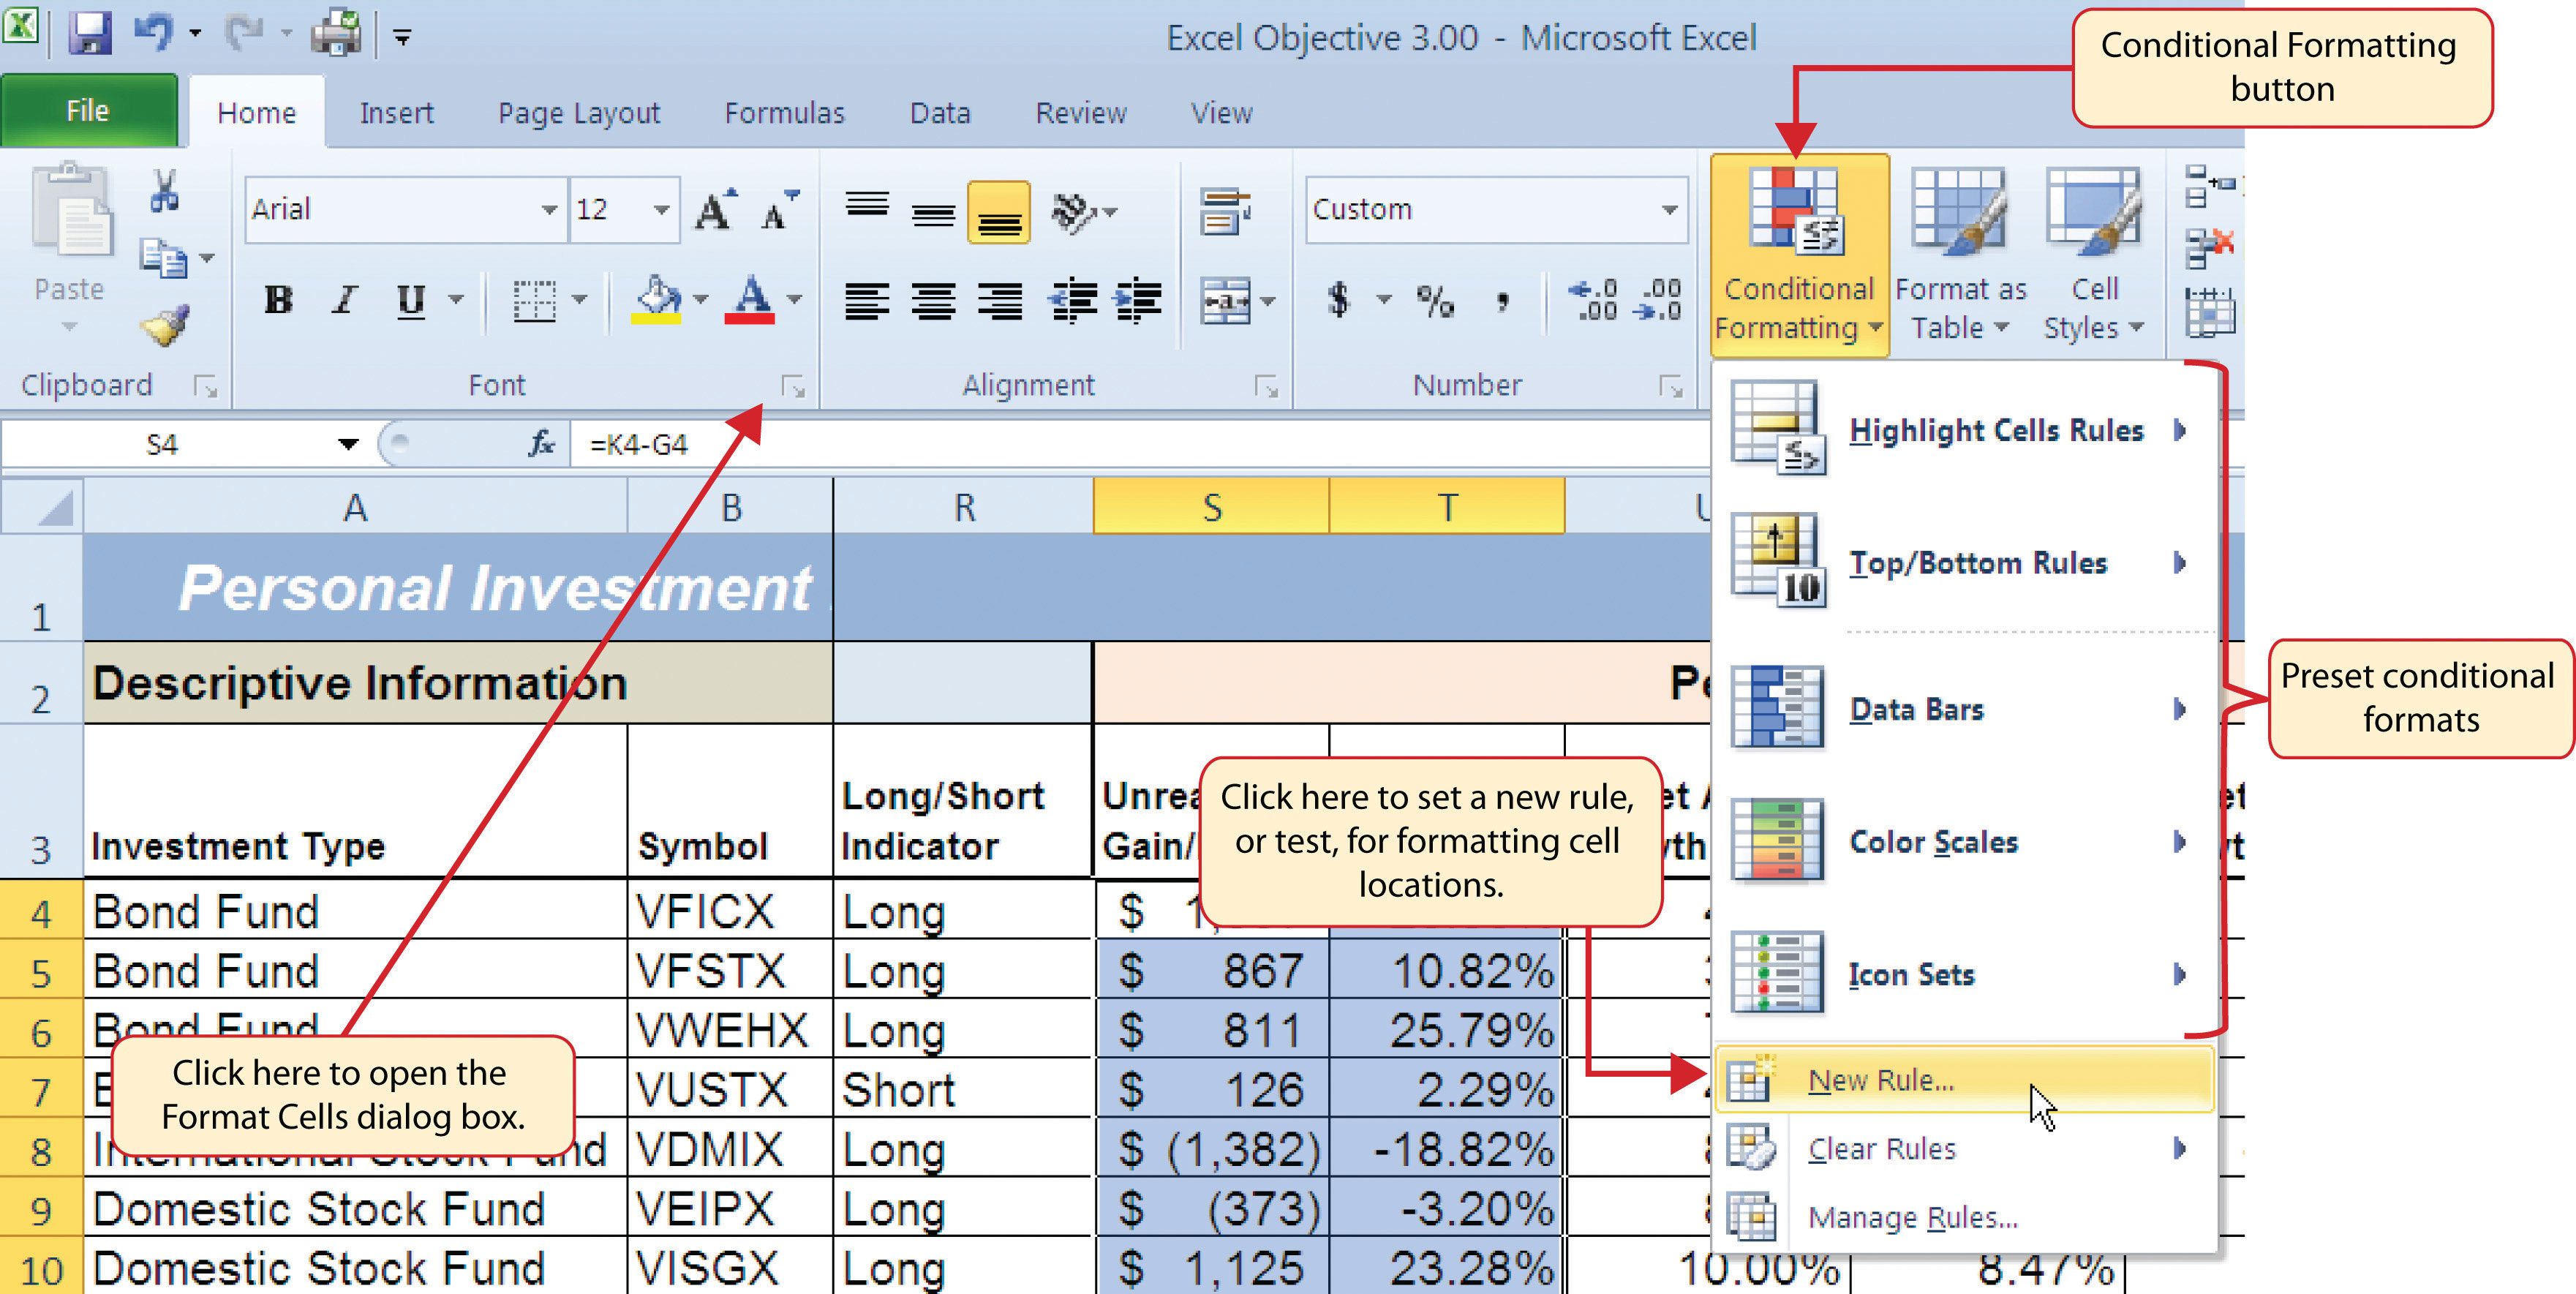 Excel Objective 3.00 - Microsoft Excel
Conditional Formatting
button
File Home Insert Page Layout Formulas Data Review View
Arial 12 Custom
Paste
B I U $ % ,
Conditional
Formatting
Format as
Table
Cell
Styles
Clipboard Font Alignment Number
S4 fx =K4-G4
Highlight Cells Rules
Top/Bottom Rules
Data Bars
Color Scales
Icon Sets
New Rule...
Clear Rules
Manage Rules...
Preset conditional
formats
A B R S T
1 Personal Investment
2 Descriptive Information
3 Investment Type Symbol
Long/Short
Indicator
Gain/
Click here to set a new rule,
or test, for formatting cell
locations.
4 Bond Fund VFICX Long $
5 Bond Fund VFSTX Long $ 867 10.82%
6 Bond Fund VWEHX Long $ 811 25.79%
7 VUSTX Short $ 126 2.29%
8 International Stock Fund VDMIX Long $ (1,382) -18.82%
9 Domestic Stock Fund VEIPX Long $ (373) -3.20%
10 Domestic Stock Fund VISGX Long $ 1,125 23.28% 10.00% 8.47%
Click here to open the
Format Cells dialog box.